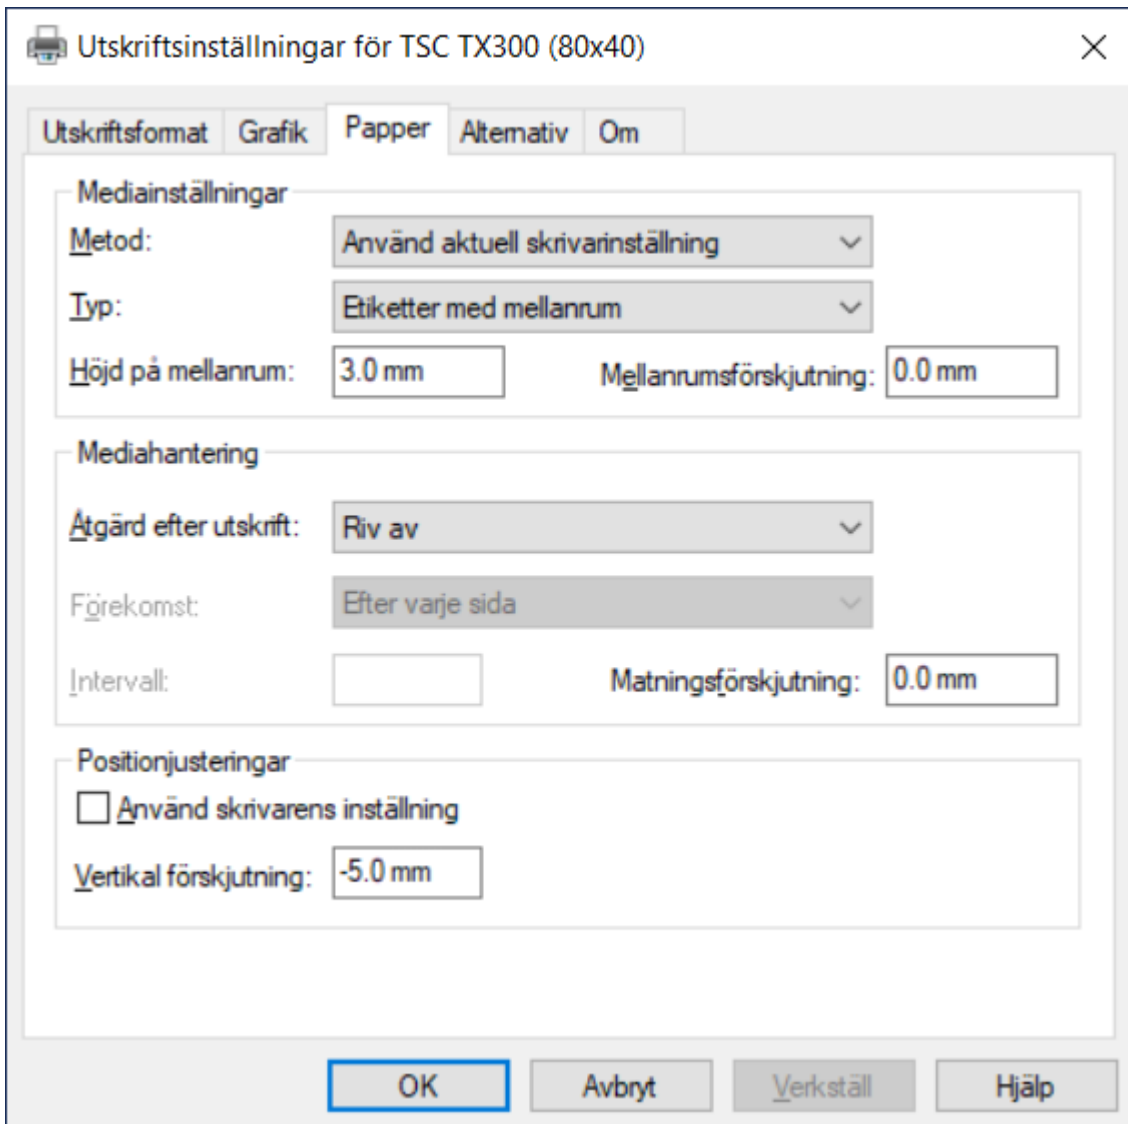 Utskriftsinställningar för TSC TX300 (80x40)
Utskriftsformat Grafik Papper Alternativ Om
Mediainställningar
Metod: Använd aktuell skrivarinställning
Typ: Etiketter med mellanrum
Höjd på mellanrum: 3.0 mm Mellanrumsförskjutning: 0.0 mm
Mediahantering
Åtgärd efter utskrift: Riv av
Förekomst: Efter varje sida
Intervall: Matningsförskjutning: 0.0 mm
Positionjusteringar
Använd skrivarens inställning
Vertikal förskjutning: -5.0 mm
OK Avbryt Verkställ Hjälp